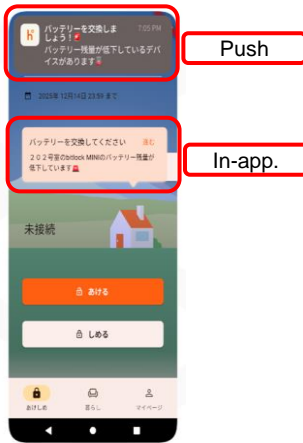 バッテリーを交換しま
しょう！🚨
7:05 PM
バッテリー残量が低下しているデバ
イスがあります🪫
Push
2025年 12月14日 23:59 まで
バッテリーを交換してください
進む
２０２号室のbitlock MINIのバッテリー残量が
低下しています🚨
In-app.
未接続
あける
しめる
あけしめ
暮らし
マイページ